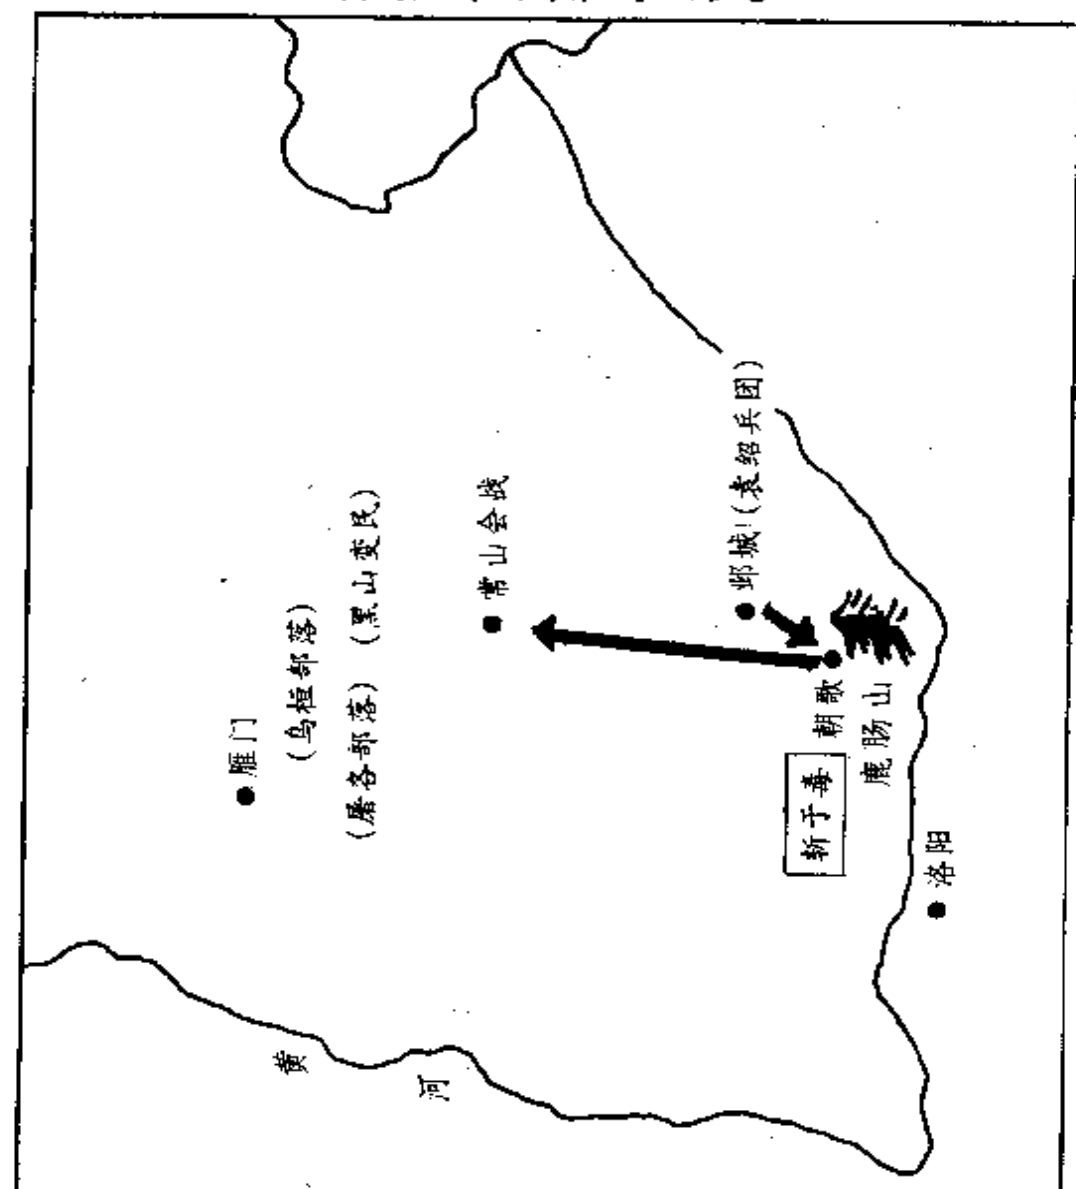 雁门
(乌桓部落)
(屠各部落) (黑山变民)
常山会战
邺城 (袁绍兵团)
朝歌
斩于毒
鹿肠山
洛阳
黄河